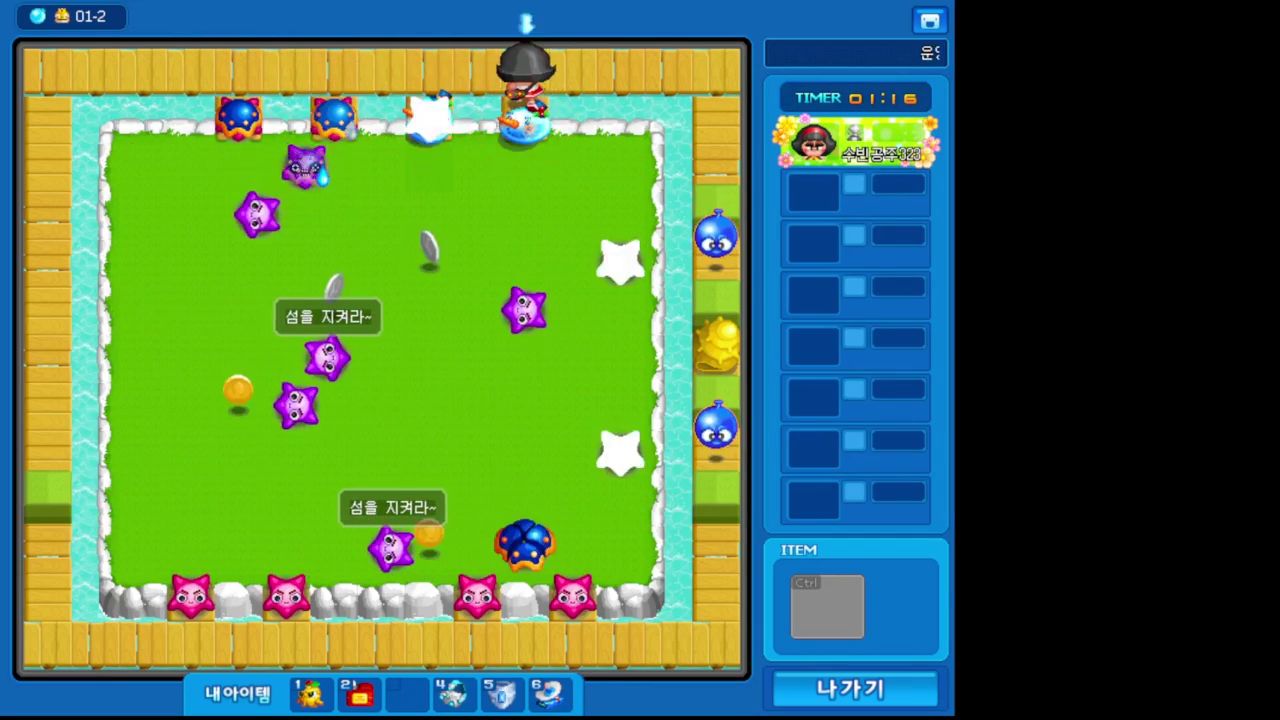 01-2
운
TIMER 01:16
수빈공주323
섬을 지켜라~
섬을 지켜라~
ITEM
Ctrl
내아이템
1
2
4
5
6
나가기